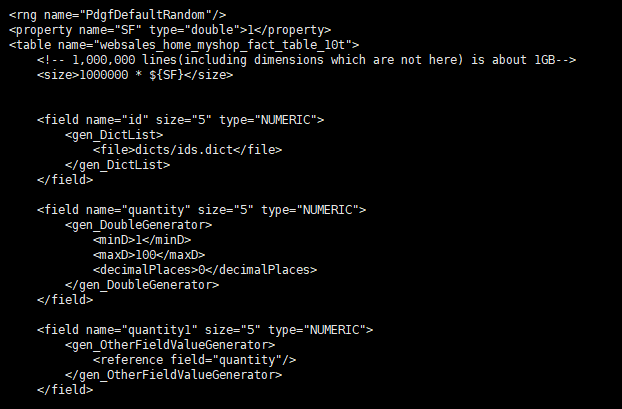 <rng name="PdgfDefaultRandom"/>
<property name="SF" type="double">1</property>
<table name="websales_home_myshop_fact_table_10t">
    <!-- 1,000,000 lines(including dimensions which are not here) is about 1GB-->
    <size>1000000 * ${SF}</size>


    <field name="id" size="5" type="NUMERIC">
        <gen_DictList>
            <file>dicts/ids.dict</file>
        </gen_DictList>
    </field>

    <field name="quantity" size="5" type="NUMERIC">
        <gen_DoubleGenerator>
            <minD>1</minD>
            <maxD>100</maxD>
            <decimalPlaces>0</decimalPlaces>
        </gen_DoubleGenerator>
    </field>

    <field name="quantity1" size="5" type="NUMERIC">
        <gen_OtherFieldValueGenerator>
            <reference field="quantity"/>
        </gen_OtherFieldValueGenerator>
    </field>